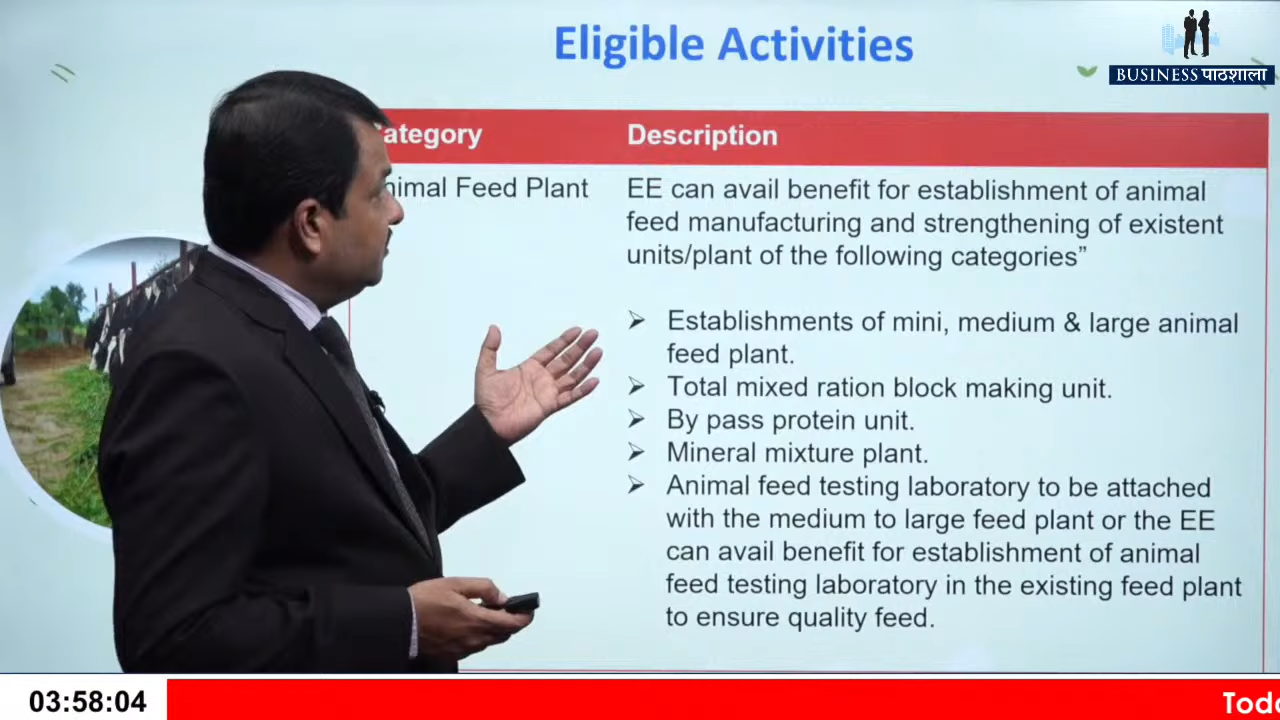 Eligible Activities
BUSINESS पाठशाला
ategory
Description
nimal Feed Plant
EE can avail benefit for establishment of animal
feed manufacturing and strengthening of existent
units/plant of the following categories”
➢ Establishments of mini, medium & large animal
feed plant.
➢ Total mixed ration block making unit.
➢ By pass protein unit.
➢ Mineral mixture plant.
➢ Animal feed testing laboratory to be attached
with the medium to large feed plant or the EE
can avail benefit for establishment of animal
feed testing laboratory in the existing feed plant
to ensure quality feed.
03:58:04
Toda